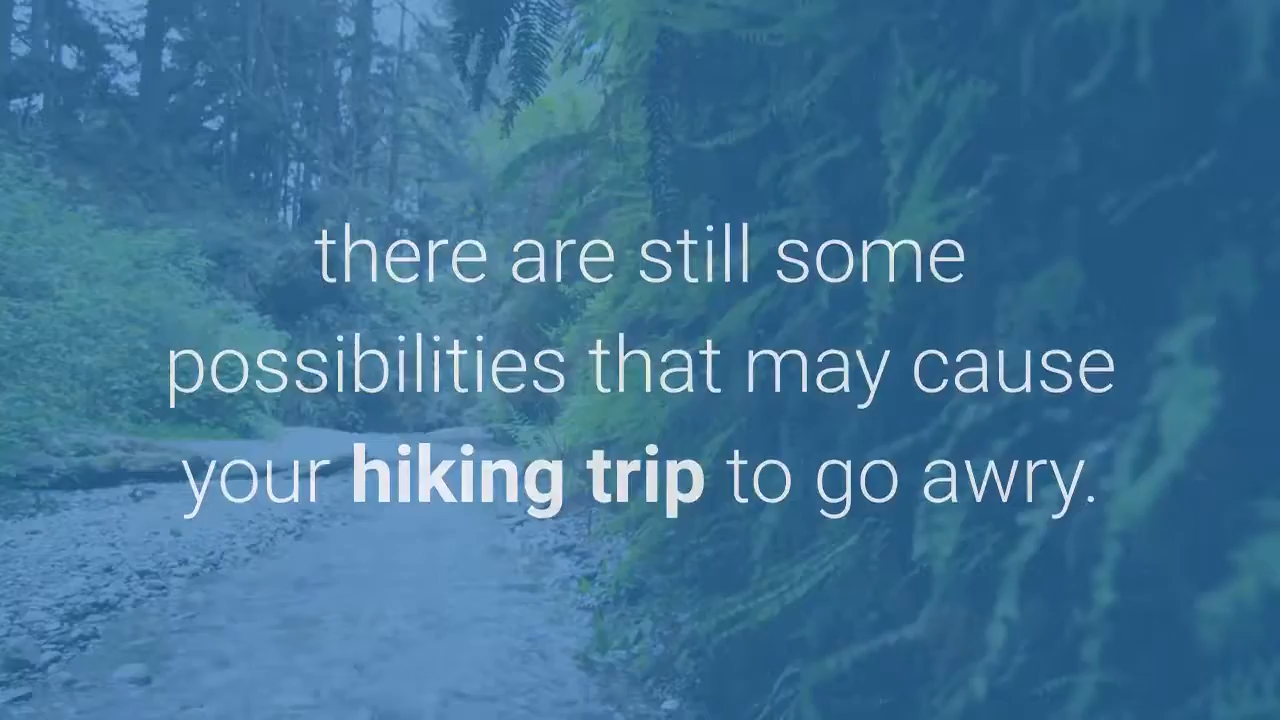 there are still some
possibilities that may cause
your hiking trip to go awry.